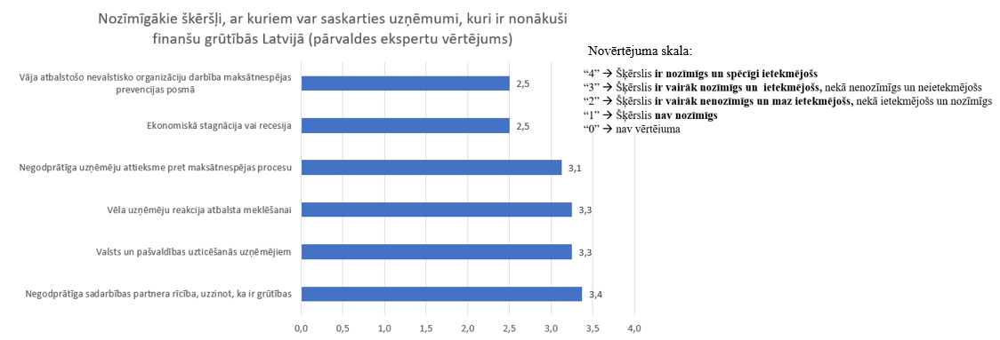 Nozīmīgākie šķēršļi, ar kuriem var saskarties uzņēmumi, kuri ir nonākuši
finanšu grūtībās Latvijā (pārvaldes ekspertu vērtējums)
Novērtējuma skala:
“4” → Šķērslis ir nozīmīgs un spēcīgi ietekmējošs
“3” → Šķērslis ir vairāk nozīmīgs un ietekmējošs, nekā nenozīmīgs un neietekmējošs
“2” → Šķērslis ir vairāk nenozīmīgs un maz ietekmējošs, nekā ietekmējošs un nozīmīgs
“1” → Šķērslis nav nozīmīgs
“0” → nav vērtējuma
Vāja atbalstošo nevalstisko organizāciju darbība maksātnespējas
prevencijas posmā
2,5
Ekonomiskā stagnācija vai recesija
2,5
Negodprātīga uzņēmēju attieksme pret maksātnespējas procesu
3,1
Vēla uzņēmēju reakcija atbalsta meklēšanai
3,3
Valsts un pašvaldības uzticēšanās uzņēmējiem
3,3
Negodprātīga sadarbības partnera rīcība, uzzinot, ka ir grūtības
3,4
0,0 0,5 1,0 1,5 2,0 2,5 3,0 3,5 4,0